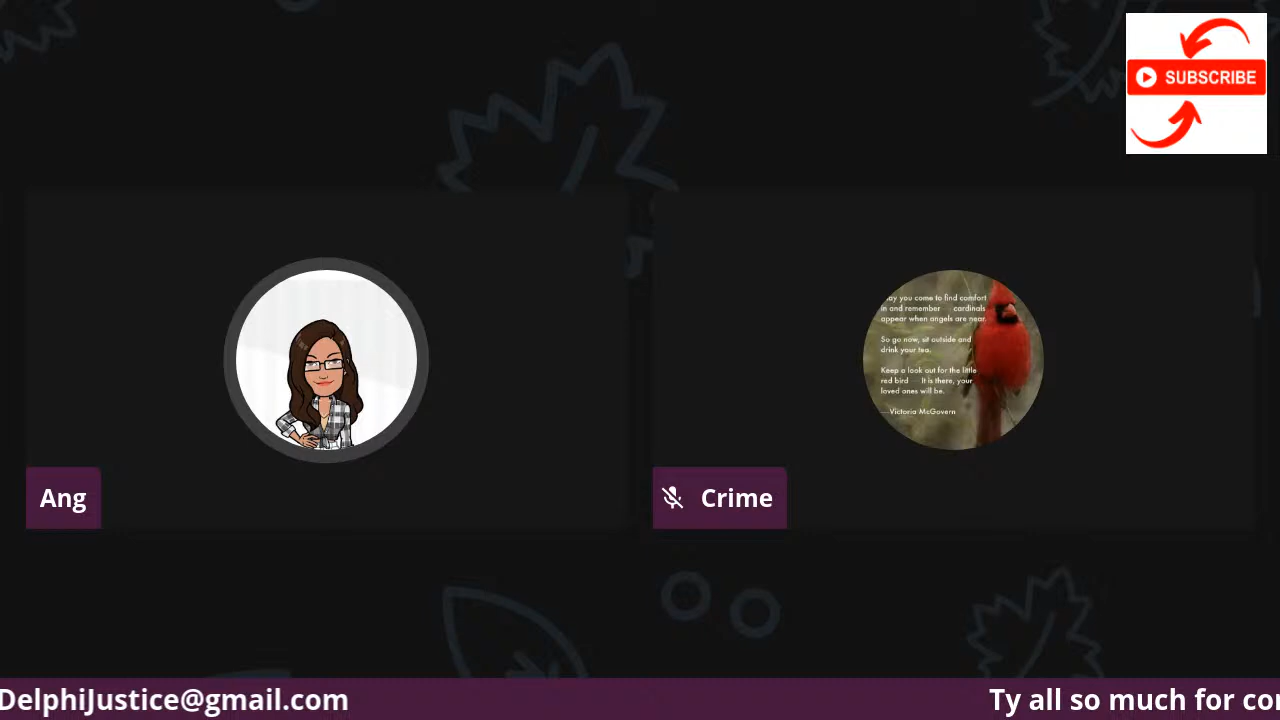 SUBSCRIBE
ay you come to find comfort
in and remember cardinals
appear when angels are near.
So go now, sit outside and
drink your tea.
Keep a look out for the little
red bird It is there, your
loved ones will be.
—Victoria McGovern
Ang
Crime
DelphiJustice@gmail.com
Ty all so much for co